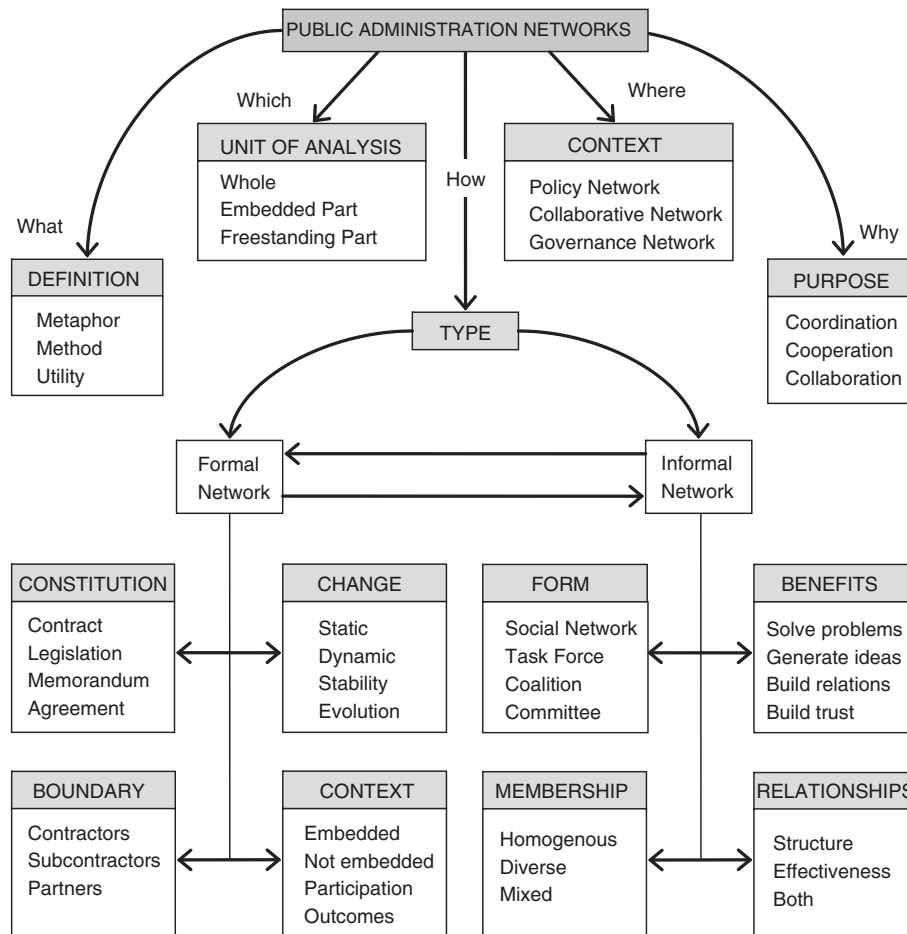 PUBLIC ADMINISTRATION NETWORKS
What
Which
How
Where
Why
DEFINITION
Metaphor
Method
Utility
UNIT OF ANALYSIS
Whole
Embedded Part
Freestanding Part
CONTEXT
Policy Network
Collaborative Network
Governance Network
PURPOSE
Coordination
Cooperation
Collaboration
TYPE
Formal
Network
Informal
Network
CONSTITUTION
Contract
Legislation
Memorandum
Agreement
CHANGE
Static
Dynamic
Stability
Evolution
FORM
Social Network
Task Force
Coalition
Committee
BENEFITS
Solve problems
Generate ideas
Build relations
Build trust
BOUNDARY
Contractors
Subcontractors
Partners
CONTEXT
Embedded
Not embedded
Participation
Outcomes
MEMBERSHIP
Homogenous
Diverse
Mixed
RELATIONSHIPS
Structure
Effectiveness
Both